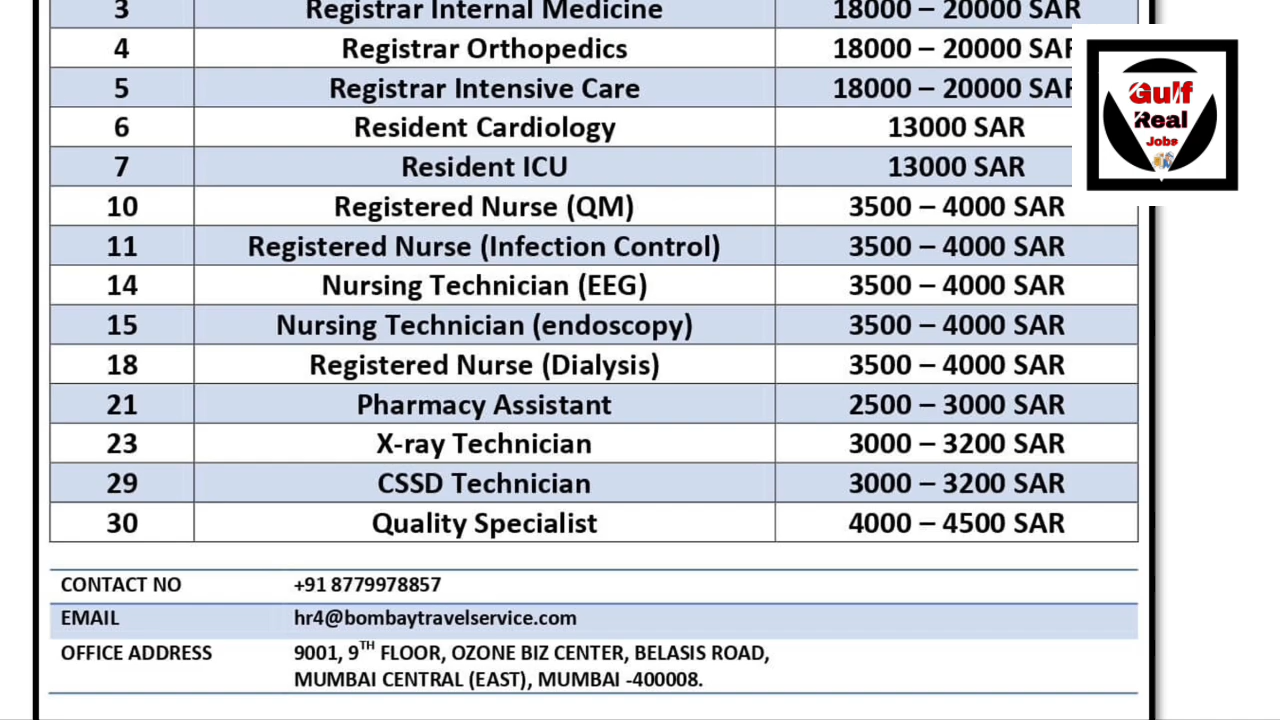 3 Registrar Internal Medicine 18000 – 20000 SAR
4 Registrar Orthopedics 18000 – 20000 SAR
5 Registrar Intensive Care 18000 – 20000 SAR
6 Resident Cardiology 13000 SAR
7 Resident ICU 13000 SAR
10 Registered Nurse (QM) 3500 – 4000 SAR
11 Registered Nurse (Infection Control) 3500 – 4000 SAR
14 Nursing Technician (EEG) 3500 – 4000 SAR
15 Nursing Technician (endoscopy) 3500 – 4000 SAR
18 Registered Nurse (Dialysis) 3500 – 4000 SAR
21 Pharmacy Assistant 2500 – 3000 SAR
23 X-ray Technician 3000 – 3200 SAR
29 CSSD Technician 3000 – 3200 SAR
30 Quality Specialist 4000 – 4500 SAR
Gulf
Real
Jobs
CONTACT NO +91 8779978857
EMAIL hr4@bombaytravelservice.com
OFFICE ADDRESS 9001, 9TH FLOOR, OZONE BIZ CENTER, BELASIS ROAD,
MUMBAI CENTRAL (EAST), MUMBAI -400008.